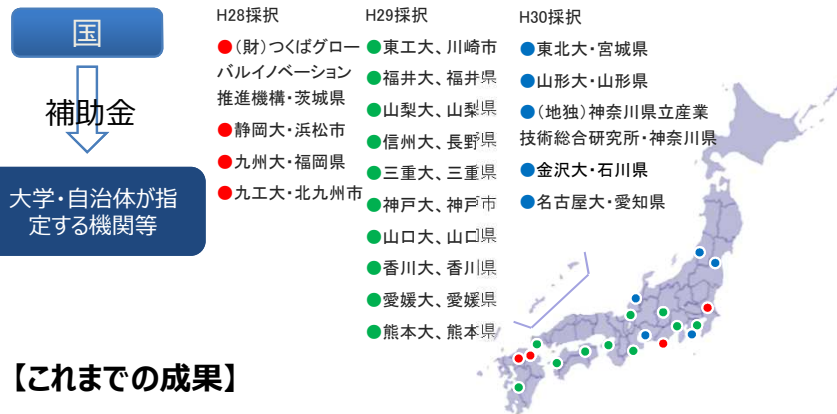 国
補助金
大学・自治体が指
定する機関等
H28採択
●（財）つくばグロー
バルイノベーション
推進機構・茨城県
●静岡大・浜松市
●九州大・福岡県
●九工大・北九州市
H29採択
●東工大、川崎市
●福井大、福井県
●山梨大、山梨県
●信州大、長野県
●三重大、三重県
●神戸大、神戸市
●山口大、山口県
●香川大、香川県
●愛媛大、愛媛県
●熊本大、熊本県
H30採択
●東北大・宮城県
●山形大・山形県
●（地独）神奈川県立産業
技術総合研究所・神奈川県
●金沢大・石川県
●名古屋大・愛知県
【これまでの成果】